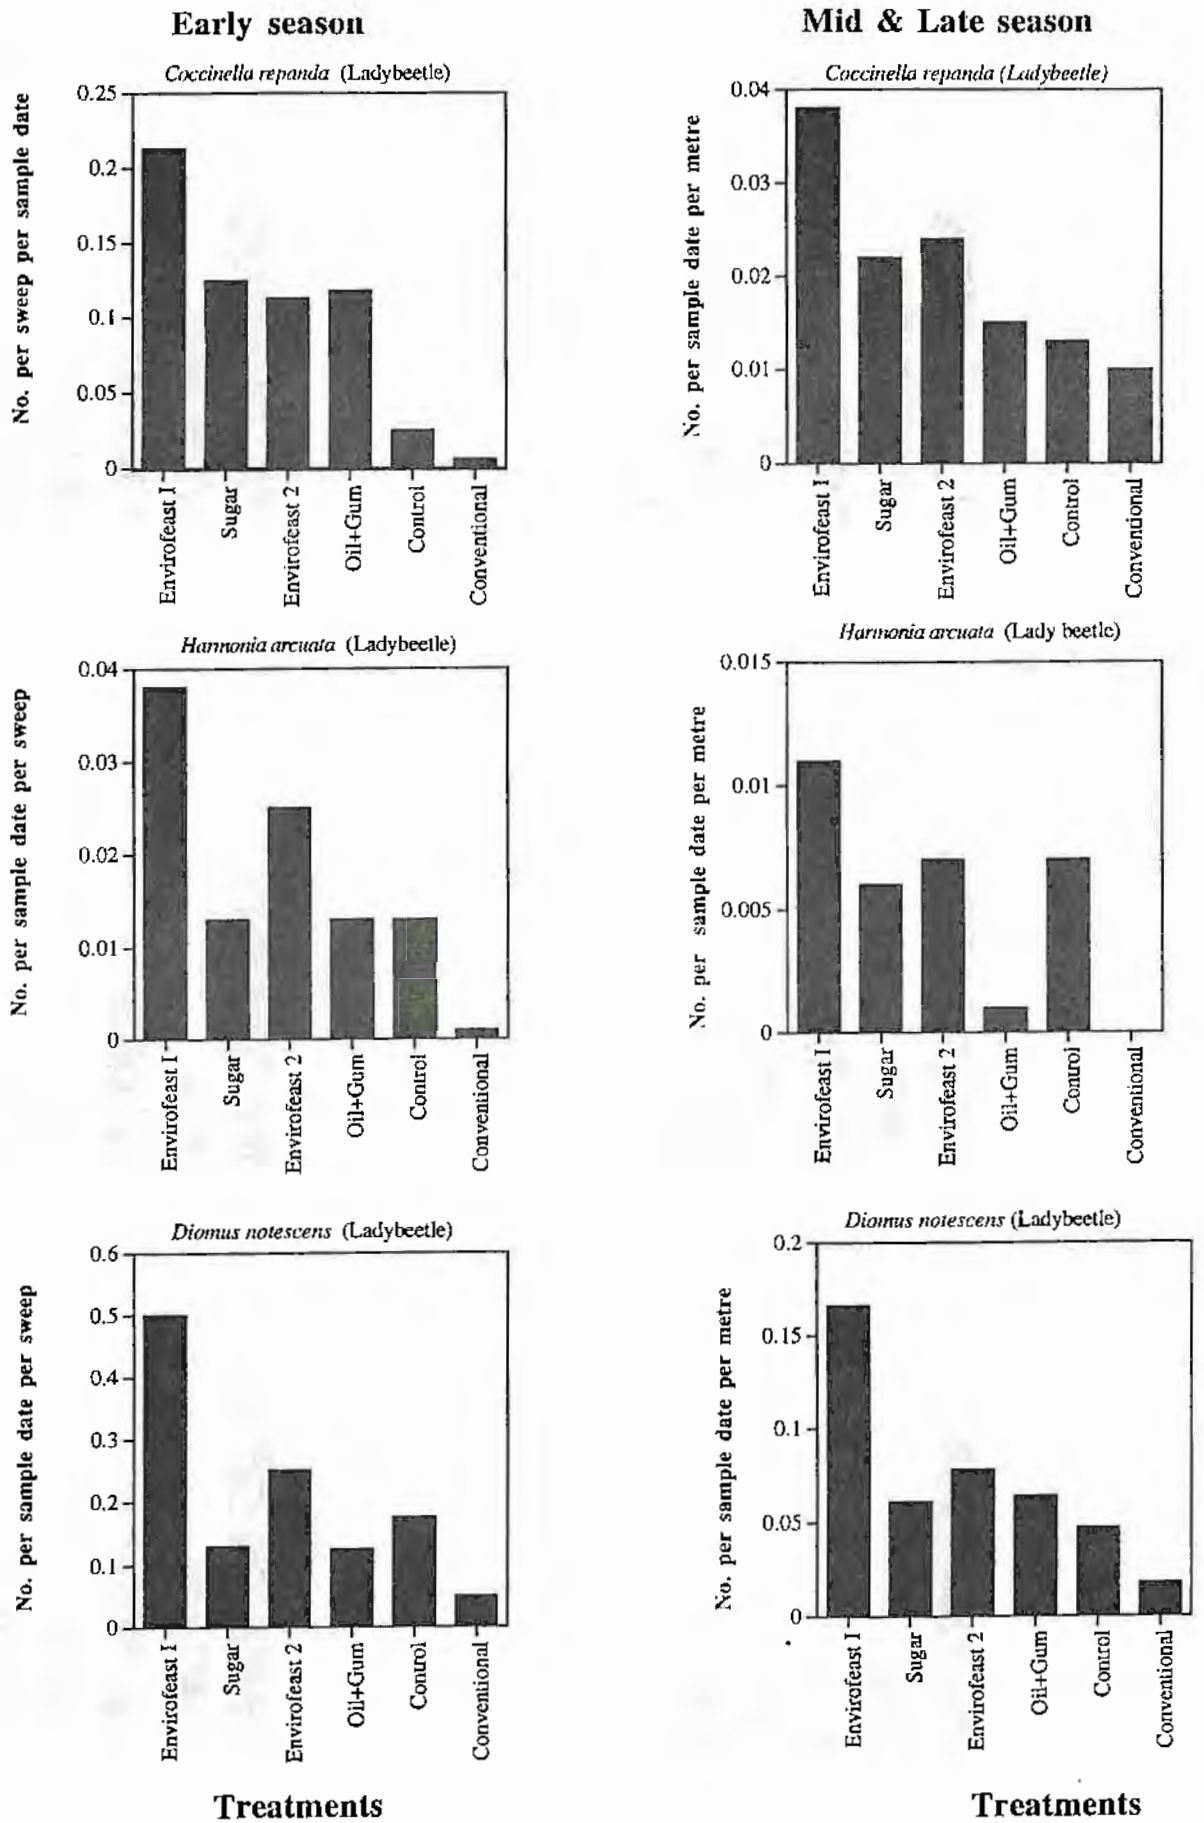 Early season
Mid & Late season
Coccinella repanda (Ladybeetle)
No. per sweep per sample date
0.25
0.2
0.15
0.1
0.05
0
Envirofeast 1
Sugar
Envirofeast 2
Oil+Gum
Control
Conventional
Coccinella repanda (Ladybeetle)
No. per sample date per metre
0.04
0.03
0.02
0.01
0
Envirofeast 1
Sugar
Envirofeast 2
Oil+Gum
Control
Conventional
Harmonia arcuata (Ladybeetle)
No. per sample date per sweep
0.04
0.03
0.02
0.01
0
Envirofeast 1
Sugar
Envirofeast 2
Oil+Gum
Control
Conventional
Harmonia arcuata (Lady beetle)
No. per sample date per metre
0.015
0.01
0.005
0
Envirofeast 1
Sugar
Envirofeast 2
Oil+Gum
Control
Conventional
Diomus notescens (Ladybeetle)
No. per sample date per sweep
0.6
0.5
0.4
0.3
0.2
0.1
0
Envirofeast 1
Sugar
Envirofeast 2
Oil+Gum
Control
Conventional
Diomus notescens (Ladybeetle)
No. per sample date per metre
0.2
0.15
0.1
0.05
0
Envirofeast 1
Sugar
Envirofeast 2
Oil+Gum
Control
Conventional
Treatments
Treatments